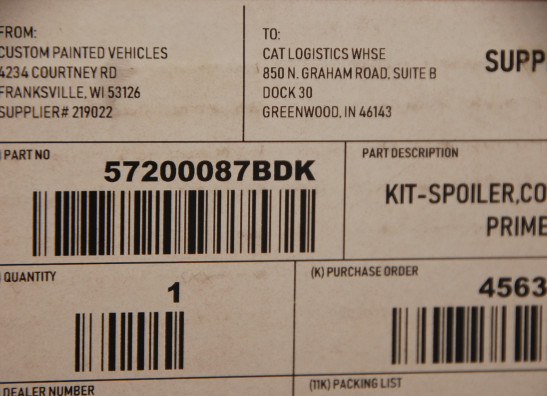 FROM:
CUSTOM PAINTED VEHICLES
4234 COURTNEY RD
FRANKSVILLE, WI 53126
SUPPLIER# 219022
TO:
CAT LOGISTICS WHSE
850 N. GRAHAM ROAD, SUITE B
DOCK 30
GREENWOOD, IN 46143
SUPP
PART NO
57200087BDK
PART DESCRIPTION
KIT-SPOILER,CO
PRIME
QUANTITY
1
(K) PURCHASE ORDER
4563
DEALER NUMBER
(11K) PACKING LIST